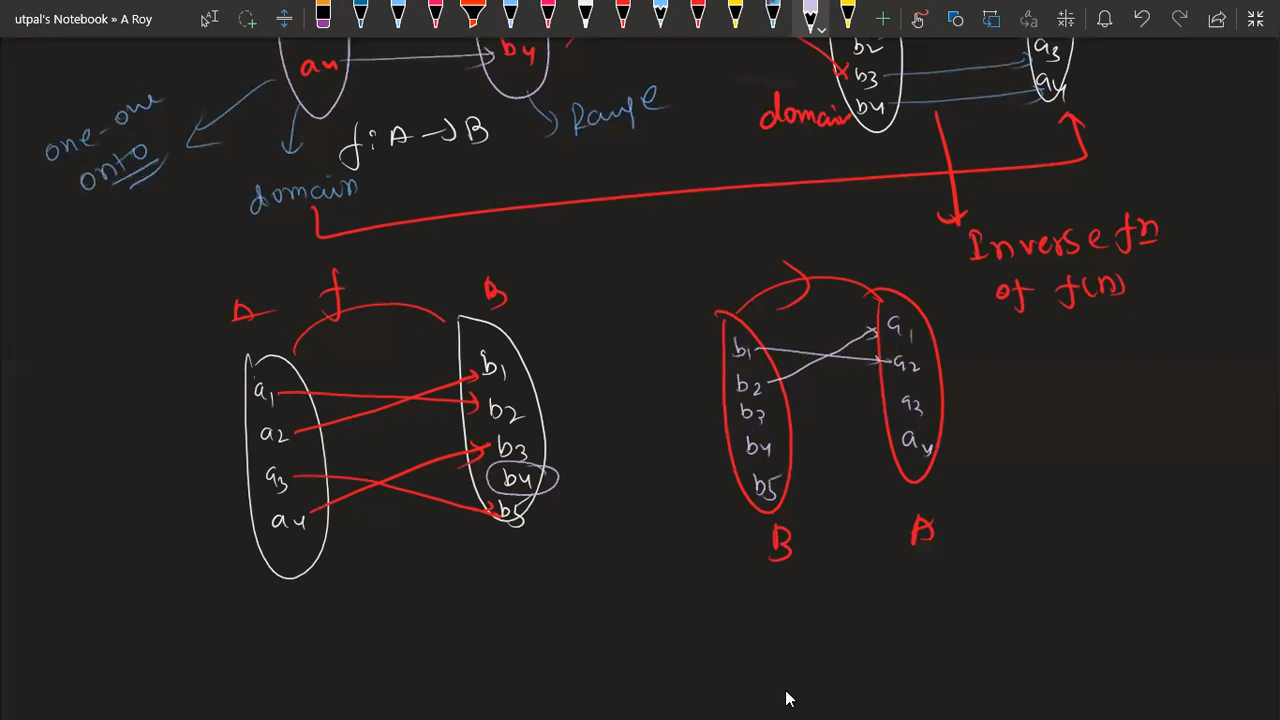 utpal's Notebook » A Roy
a4
b4
b2
b3
b4
a3
a4
one-one
onto
domain
f: A → B
Range
domain
Inverse fn
of f(n)
A
f
B
a1
a2
a3
a4
b1
b2
b3
b4
b5
b1
b2
b3
b4
b5
a1
a2
a3
a4
B
A